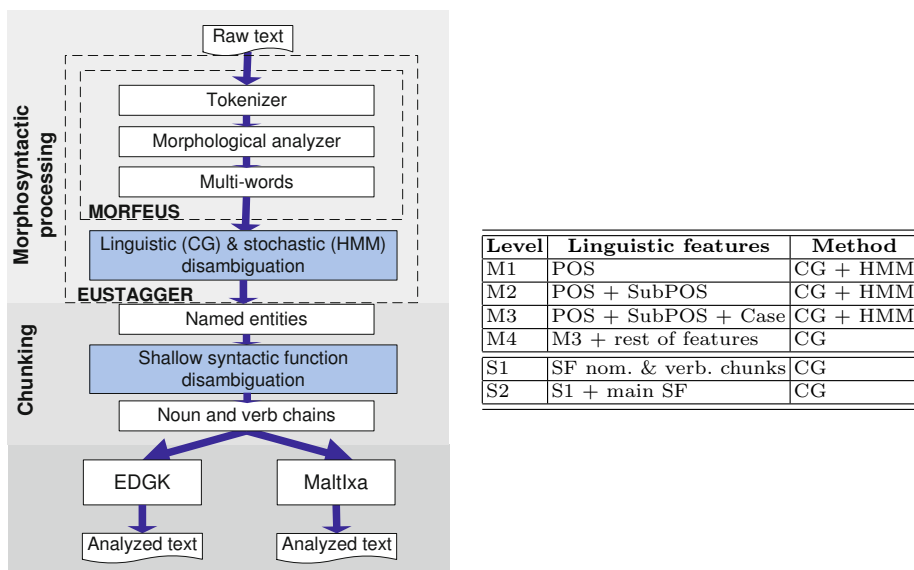 Raw text
Morphosyntactic
processing
Tokenizer
Morphological analyzer
Multi-words
MORFEUS
Linguistic (CG) & stochastic (HMM)
disambiguation
EUSTAGGER
Chunking
Named entities
Shallow syntactic function
disambiguation
Noun and verb chains
EDGK MaltIxa
Analyzed text Analyzed text
Level Linguistic features Method
M1 POS CG + HMM
M2 POS + SubPOS CG + HMM
M3 POS + SubPOS + Case CG + HMM
M4 M3 + rest of features CG
S1 SF nom. & verb. chunks CG
S2 S1 + main SF CG